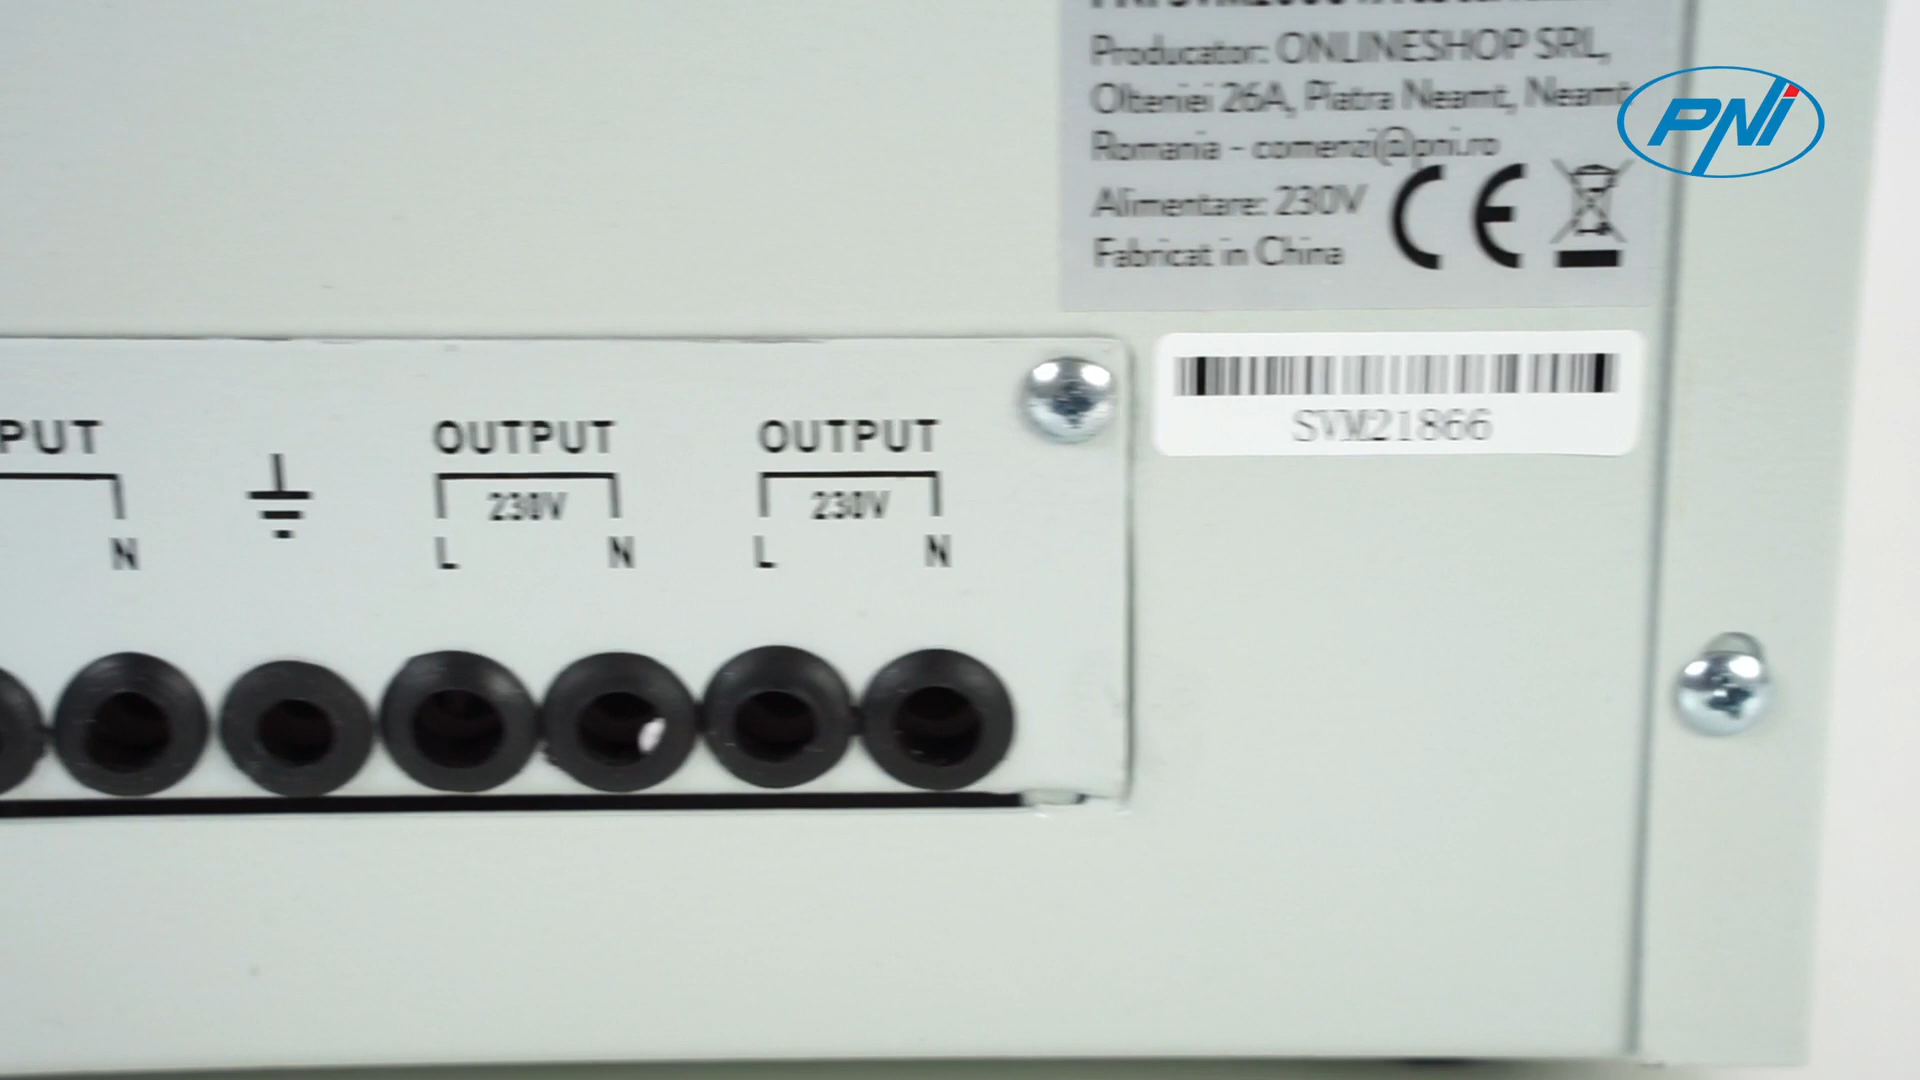 Producator: ONLINESHOP SRL,
Olteniei 26A, Piatra Neamt, Neamt
Romania - comenzi@pni.ro
Alimentare: 230V
Fabricat in China
CE
PNI
SVM21866
PUT
N
OUTPUT
230V
L N
OUTPUT
230V
L N